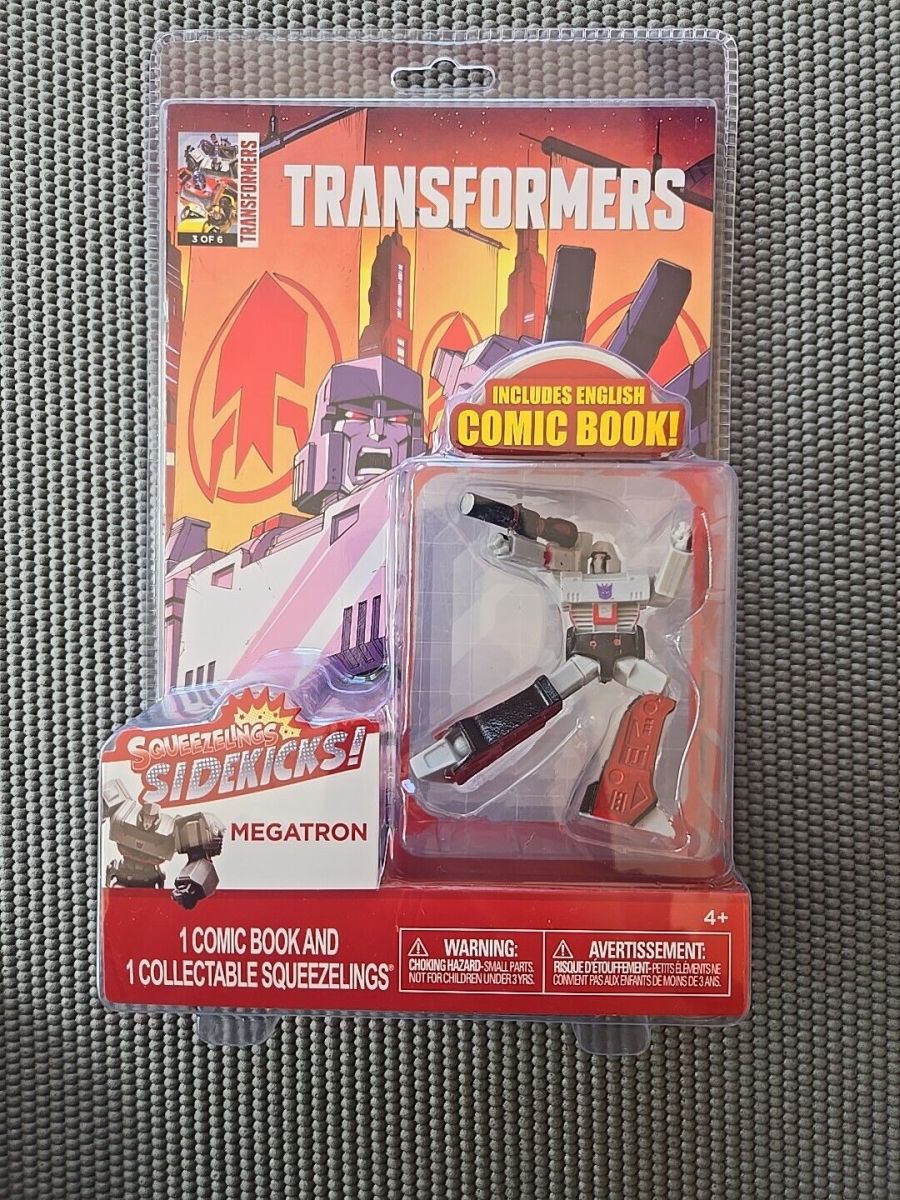 TRANSFORMERS
3 OF 6
TRANSFORMERS
INCLUDES ENGLISH
COMIC BOOK!
SQUEEZELINGS
SIDEKICKS!
MEGATRON
4+
1 COMIC BOOK AND
1 COLLECTABLE SQUEEZELINGS®
WARNING:
CHOKING HAZARD-SMALL PARTS.
NOT FOR CHILDREN UNDER 3 YRS.
AVERTISSEMENT:
RISQUE D'ÉTOUFFEMENT-PETITS ÉLÉMENTS NE
CONVIENT PAS AUX ENFANTS DE MOINS DE 3 ANS.